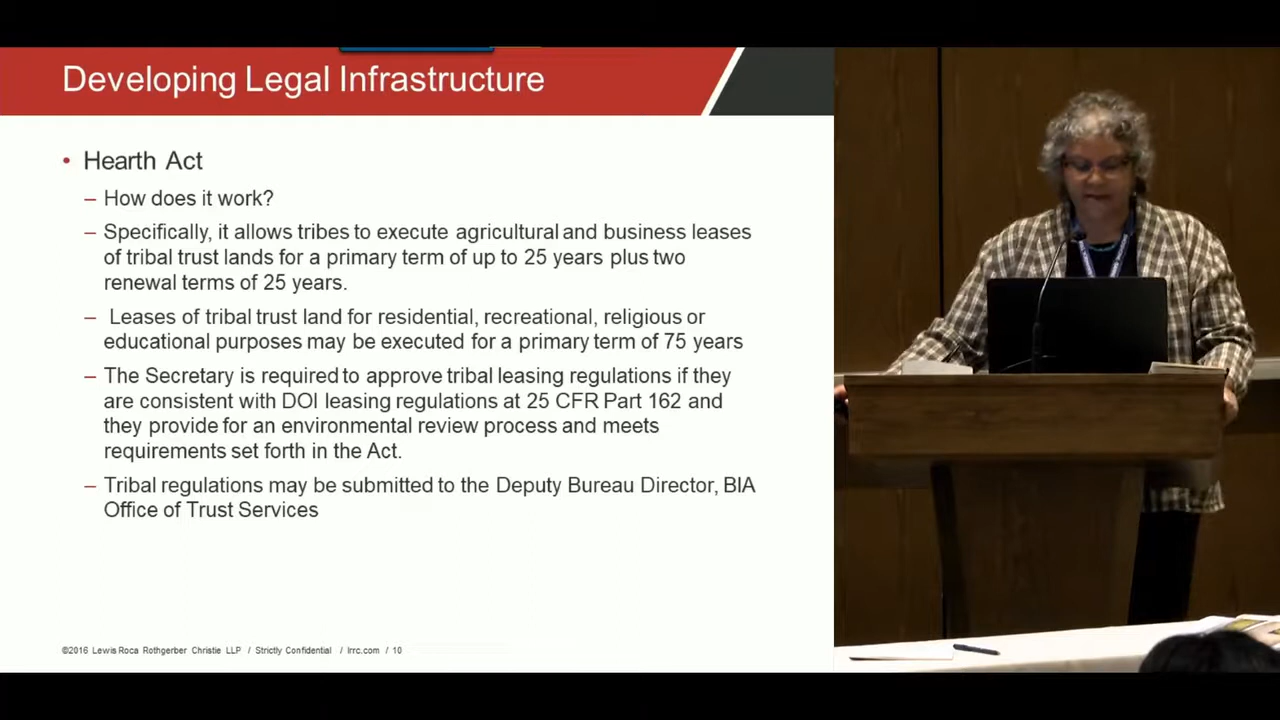 Developing Legal Infrastructure
• Hearth Act
– How does it work?
– Specifically, it allows tribes to execute agricultural and business leases
of tribal trust lands for a primary term of up to 25 years plus two
renewal terms of 25 years.
– Leases of tribal trust land for residential, recreational, religious or
educational purposes may be executed for a primary term of 75 years
– The Secretary is required to approve tribal leasing regulations if they
are consistent with DOI leasing regulations at 25 CFR Part 162 and
they provide for an environmental review process and meets
requirements set forth in the Act.
– Tribal regulations may be submitted to the Deputy Bureau Director, BIA
Office of Trust Services
©2016 Lewis Roca Rothgerber Christie LLP / Strictly Confidential / lrrc.com / 10